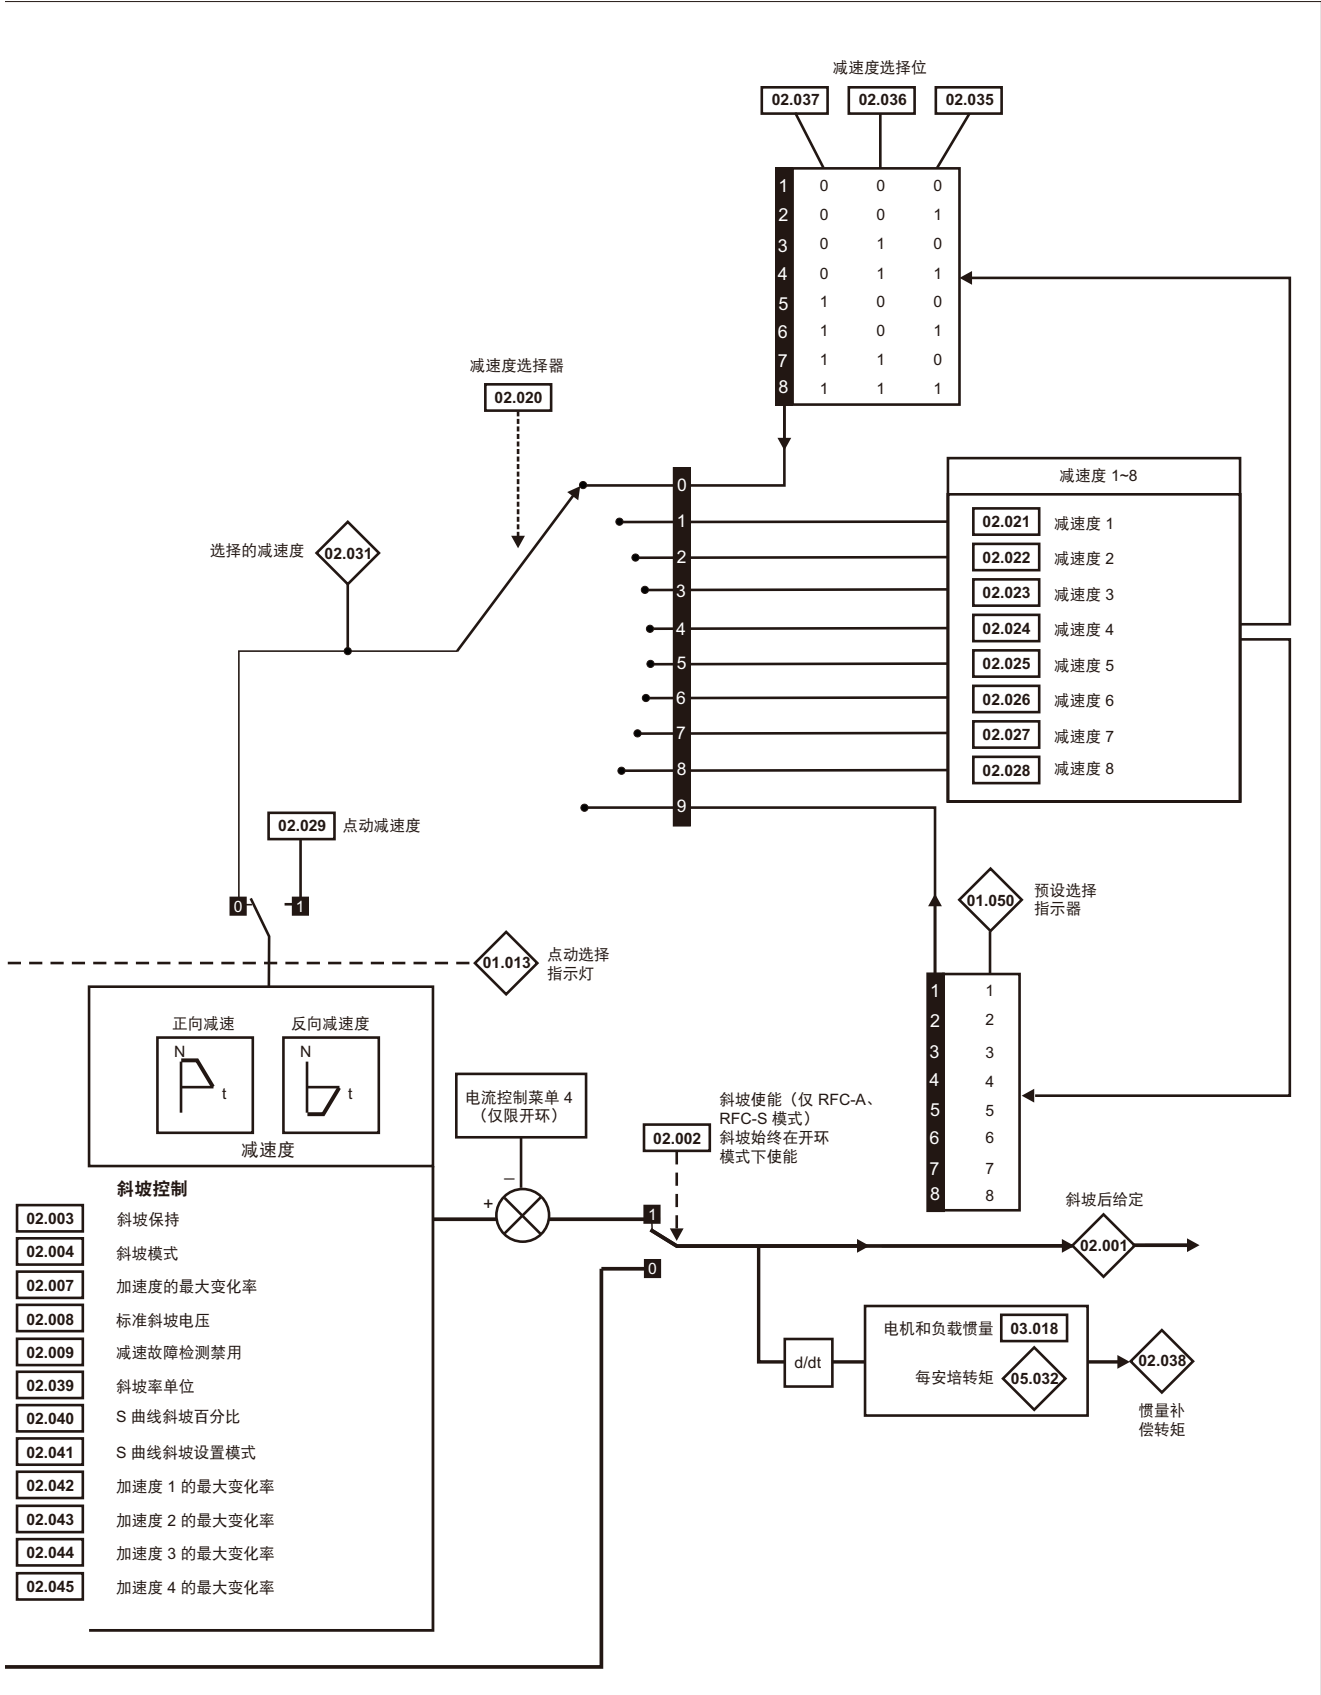 减速度选择位
02.037 02.036 02.035
1 0 0 0
2 0 0 1
3 0 1 0
4 0 1 1
5 1 0 0
6 1 0 1
7 1 1 0
8 1 1 1
减速度选择器
02.020
选择的减速度 02.031
0
1
2
3
4
5
6
7
8
9
减速度 1~8
02.021 减速度 1
02.022 减速度 2
02.023 减速度 3
02.024 减速度 4
02.025 减速度 5
02.026 减速度 6
02.027 减速度 7
02.028 减速度 8
02.029 点动减速度
0 1
01.013 点动选择
指示灯
01.050 预设选择
指示器
1 1
2 2
3 3
4 4
5 5
6 6
7 7
8 8
正向减速 反向减速度
N t N t
减速度
电流控制菜单 4
（仅限开环）
+ −
02.002
斜坡使能（仅 RFC-A、
RFC-S 模式）
斜坡始终在开环
模式下使能
1
0
斜坡后给定
02.001
d/dt
电机和负载惯量 03.018
每安培转矩 05.032
02.038
惯量补
偿转矩
斜坡控制
02.003 斜坡保持
02.004 斜坡模式
02.007 加速度的最大变化率
02.008 标准斜坡电压
02.009 减速故障检测禁用
02.039 斜坡率单位
02.040 S 曲线斜坡百分比
02.041 S 曲线斜坡设置模式
02.042 加速度 1 的最大变化率
02.043 加速度 2 的最大变化率
02.044 加速度 3 的最大变化率
02.045 加速度 4 的最大变化率